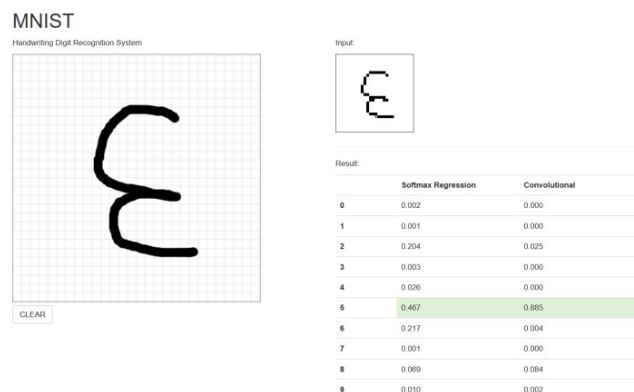 MNIST
Handwriting Digit Recognition System
CLEAR
Input:
Result:
Softmax Regression Convolutional
0 0.002 0.000
1 0.001 0.000
2 0.204 0.025
3 0.003 0.000
4 0.026 0.000
5 0.467 0.885
6 0.217 0.004
7 0.001 0.000
8 0.069 0.084
9 0.010 0.002